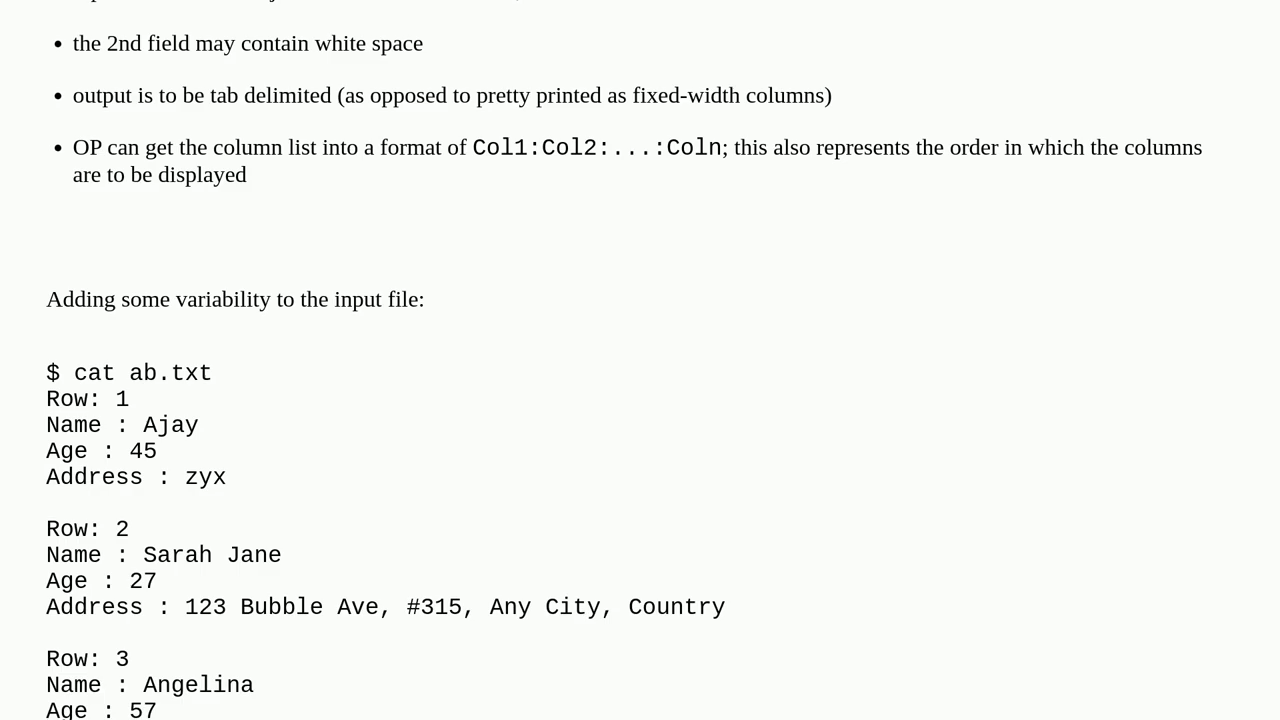 the 2nd field may contain white space
output is to be tab delimited (as opposed to pretty printed as fixed-width columns)
OP can get the column list into a format of Col1:Col2:...:Coln; this also represents the order in which the columns
are to be displayed
Adding some variability to the input file:
$ cat ab.txt
Row: 1
Name : Ajay
Age : 45
Address : zyx
Row: 2
Name : Sarah Jane
Age : 27
Address : 123 Bubble Ave, #315, Any City, Country
Row: 3
Name : Angelina
Age : 57